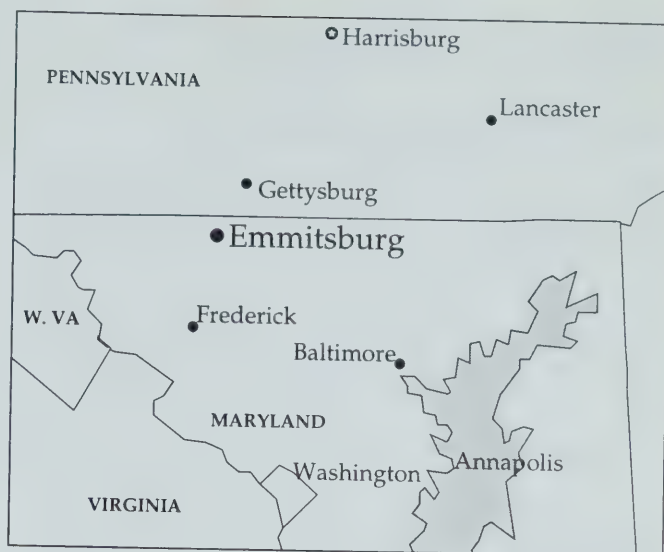 Harrisburg
PENNSYLVANIA
Lancaster
Gettysburg
Emmitsburg
W. VA
Frederick
Baltimore
MARYLAND
Washington
Annapolis
VIRGINIA